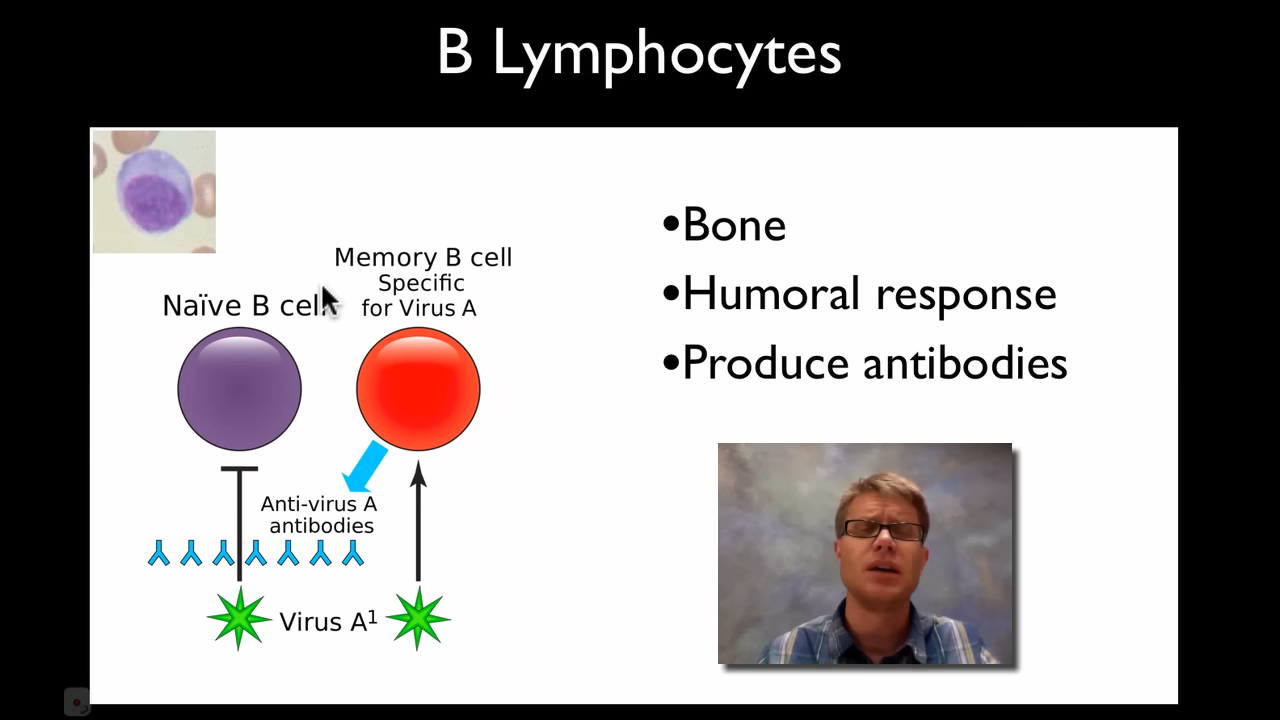 B Lymphocytes
•Bone
•Humoral response
•Produce antibodies
Memory B cell
Specific
for Virus A
Naïve B cell
Anti-virus A
antibodies
Virus A¹